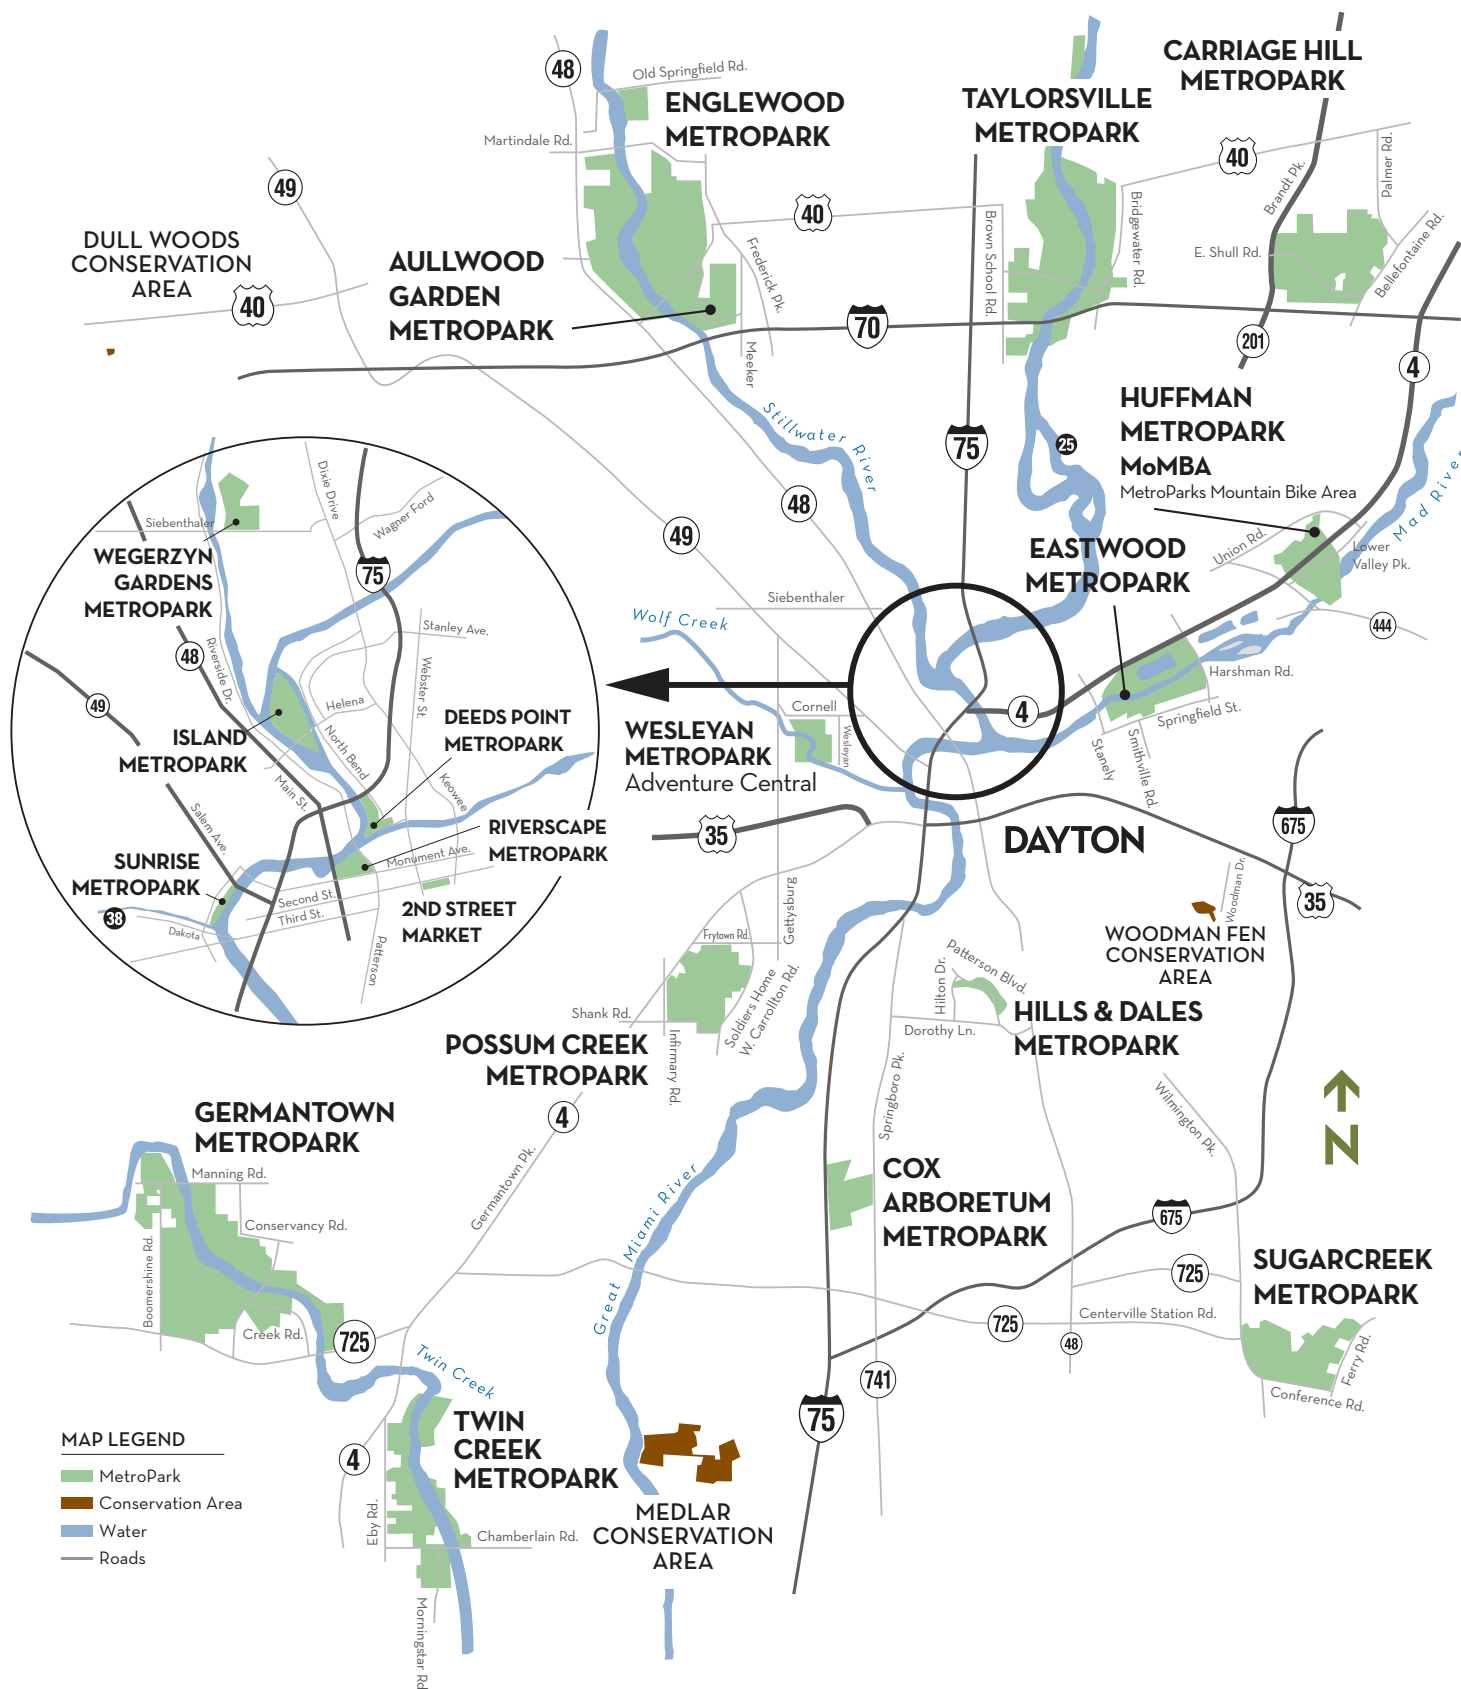 48
Old Springfield Rd.
ENGLEWOOD
METROPARK
Martindale Rd.
TAYLORSVILLE
METROPARK
CARRIAGE HILL
METROPARK
40
Brandt Pk.
Palmer Rd.
49
40
Frederick Pk.
Brown School Rd.
Bridgewater Rd.
E. Shull Rd.
Bellefontaine Rd.
DULL WOODS
CONSERVATION
AREA
40
AULLWOOD
GARDEN
METROPARK
70
Meeker
201
4
Stillwater River
75
25
HUFFMAN
METROPARK
MoMBA
MetroParks Mountain Bike Area
Mad River
48
49
Union Rd.
Lower
Valley Pk.
EASTWOOD
METROPARK
444
Siebenthaler
Wolf Creek
Harshman Rd.
Springfield St.
Stanely
Smithville Rd.
4
Cornell
Wesleyan
WESLEYAN
METROPARK
Adventure Central
Siebenthaler
Dixie Drive
Wagner Ford
WEGERZYN
GARDENS
METROPARK
75
Stanley Ave.
48
Riverside Dr.
Webster St.
49
Helena
DEEDS POINT
METROPARK
ISLAND
METROPARK
North Bend
Main St.
Keowee
Salem Ave.
RIVERSCAPE
METROPARK
Monument Ave.
SUNRISE
METROPARK
Second St.
Third St.
38
Dakota
2ND STREET
MARKET
Patterson
35
DAYTON
675
35
Woodman Dr.
WOODMAN FEN
CONSERVATION
AREA
Gettysburg
Frytown Rd.
Soldiers Home
W. Carrollton Rd.
Shank Rd.
Infirmary Rd.
POSSUM CREEK
METROPARK
Patterson Blvd.
Hilton Dr.
Dorothy Ln.
HILLS & DALES
METROPARK
Springboro Pk.
Wilmington Pk.
N
4
Germantown Pk.
GERMANTOWN
METROPARK
Manning Rd.
Conservancy Rd.
Boomershine Rd.
Creek Rd.
725
Great Miami River
COX
ARBORETUM
METROPARK
675
725
725
Centerville Station Rd.
48
SUGARCREEK
METROPARK
Ferry Rd.
Conference Rd.
741
75
Twin Creek
TWIN
CREEK
METROPARK
4
Eby Rd.
Chamberlain Rd.
Morningstar Rd
MEDLAR
CONSERVATION
AREA
MAP LEGEND
MetroPark
Conservation Area
Water
Roads